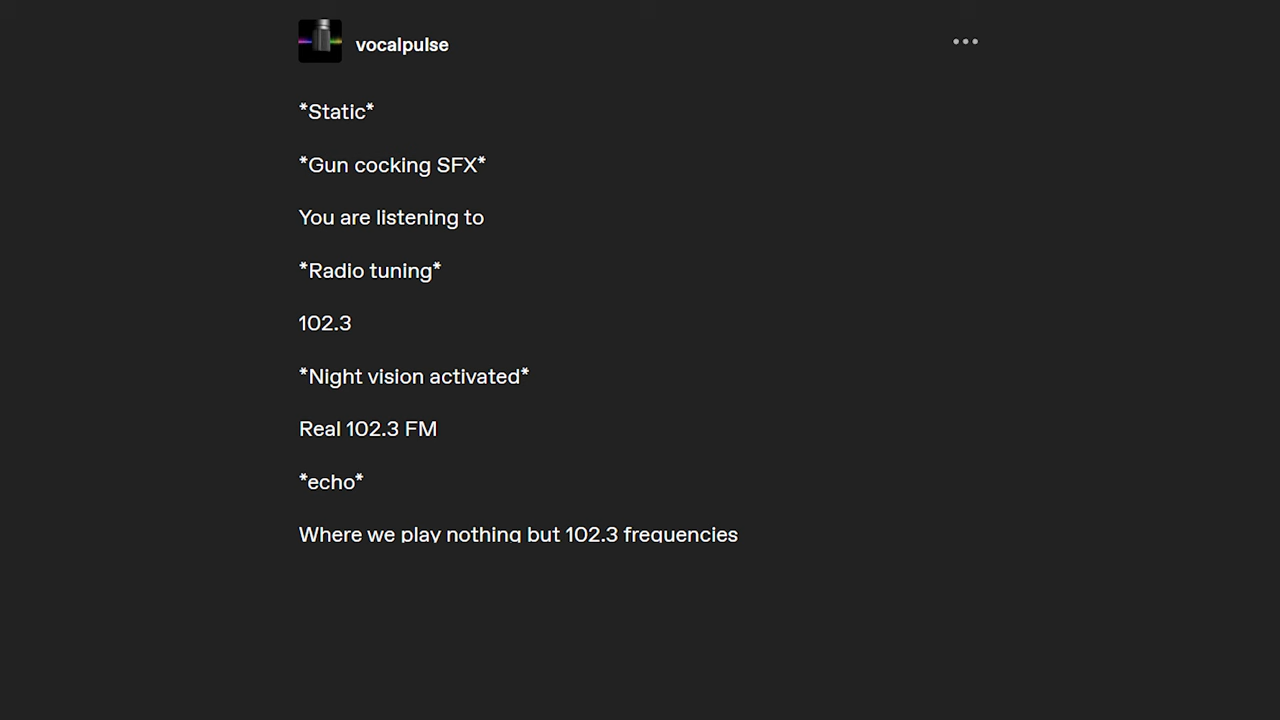 vocalpulse
*Static*
*Gun cocking SFX*
You are listening to
*Radio tuning*
102.3
*Night vision activated*
Real 102.3 FM
*echo*
Where we play nothing but 102.3 frequencies